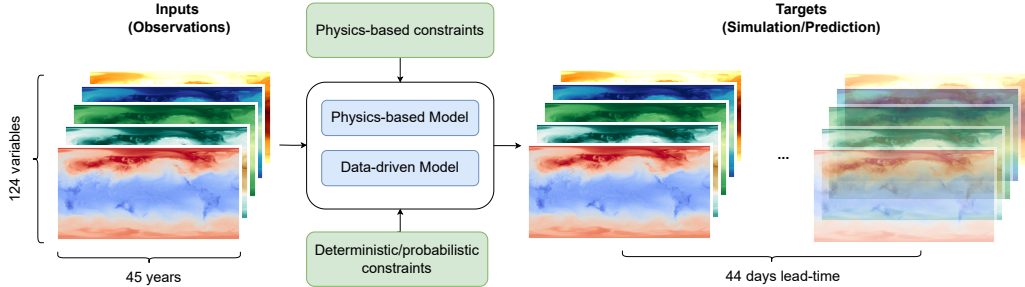 Inputs
(Observations)
124 variables
45 years
Physics-based constraints
Physics-based Model
Data-driven Model
Deterministic/probabilistic
constraints
Targets
(Simulation/Prediction)
...
44 days lead-time